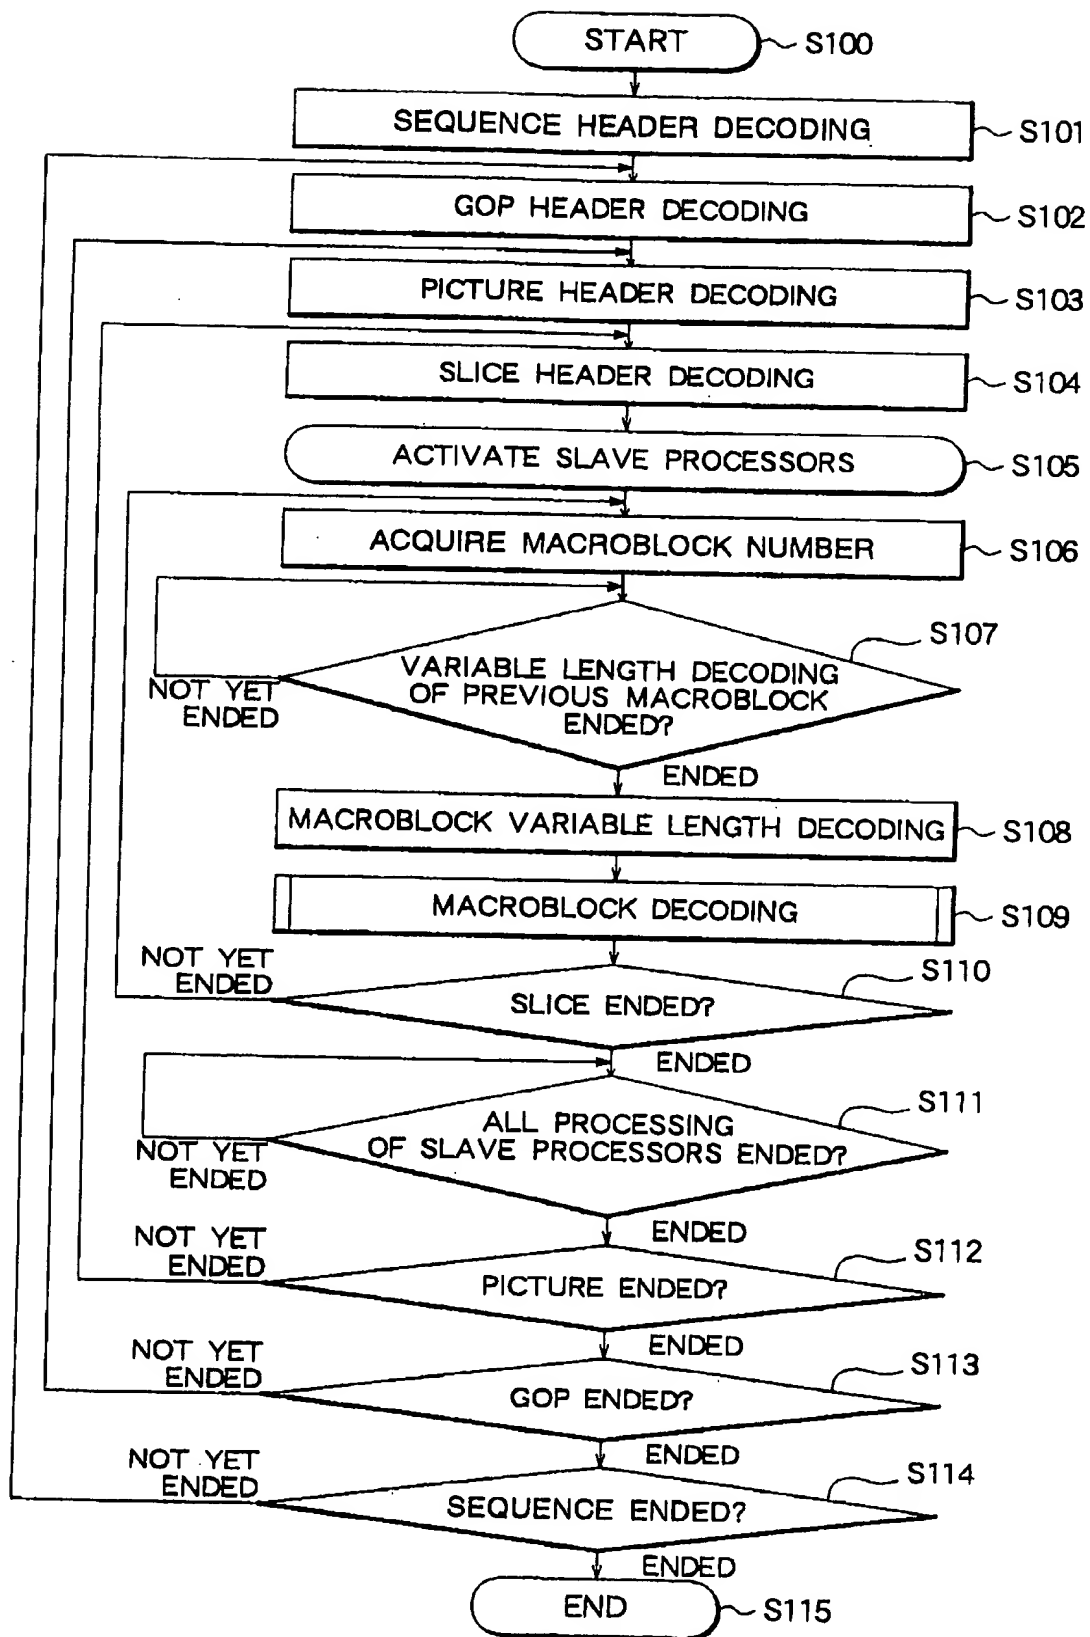 START
S100
SEQUENCE HEADER DECODING
S101
GOP HEADER DECODING
S102
PICTURE HEADER DECODING
S103
SLICE HEADER DECODING
S104
ACTIVATE SLAVE PROCESSORS
S105
ACQUIRE MACROBLOCK NUMBER
S106
S107
VARIABLE LENGTH DECODING
OF PREVIOUS MACROBLOCK
ENDED?
NOT YET
ENDED
ENDED
MACROBLOCK VARIABLE LENGTH DECODING
S108
MACROBLOCK DECODING
S109
NOT YET
ENDED
S110
SLICE ENDED?
ENDED
S111
ALL PROCESSING
OF SLAVE PROCESSORS ENDED?
NOT YET
ENDED
ENDED
NOT YET
ENDED
S112
PICTURE ENDED?
ENDED
NOT YET
ENDED
S113
GOP ENDED?
ENDED
NOT YET
ENDED
S114
SEQUENCE ENDED?
ENDED
END
S115